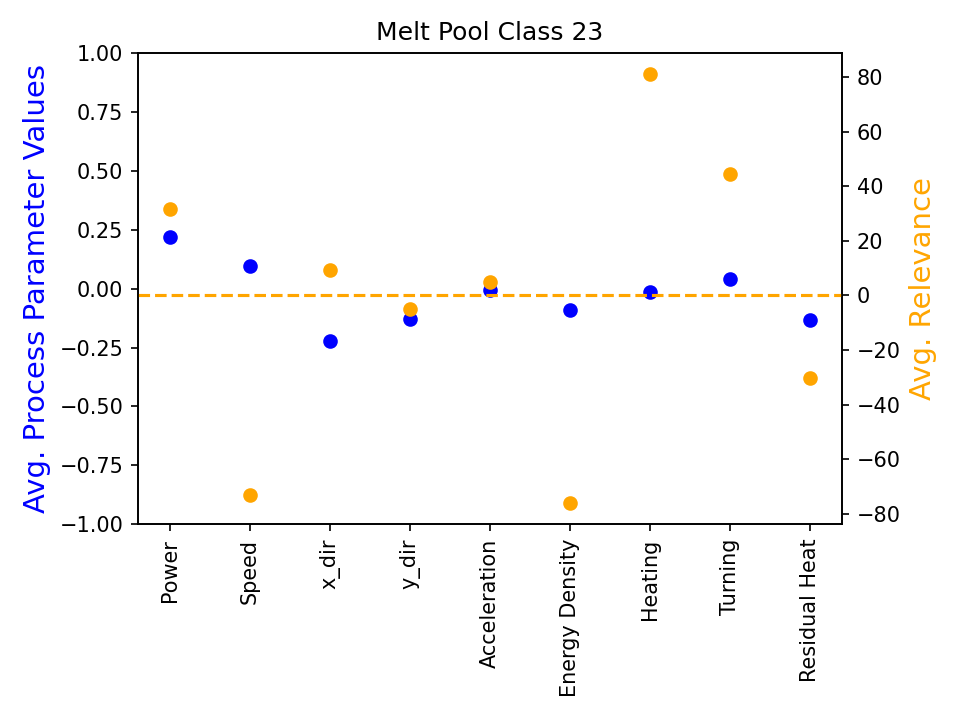 Melt Pool Class 23
Avg. Process Parameter Values
1.00
0.75
0.50
0.25
0.00
−0.25
−0.50
−0.75
−1.00
80
60
40
20
0
−20
−40
−60
−80
Avg. Relevance
Power
Speed
x_dir
y_dir
Acceleration
Energy Density
Heating
Turning
Residual Heat